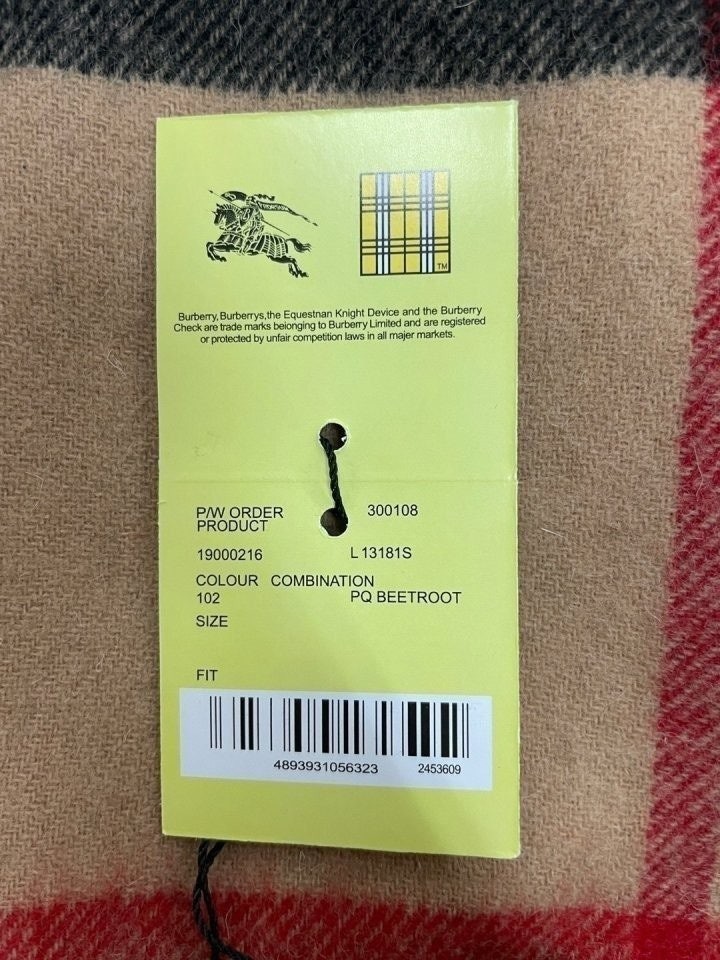 TM
Burberry, Burberrys,the Equestnan Knight Device and the Burberry
Check are trade marks belonging to Burberry Limited and are registered
or protected by unfair competition laws in all majer markets.
P/W ORDER 300108
PRODUCT
19000216 L 13181S
COLOUR COMBINATION
102 PQ BEETROOT
SIZE
FIT
4893931056323 2453609